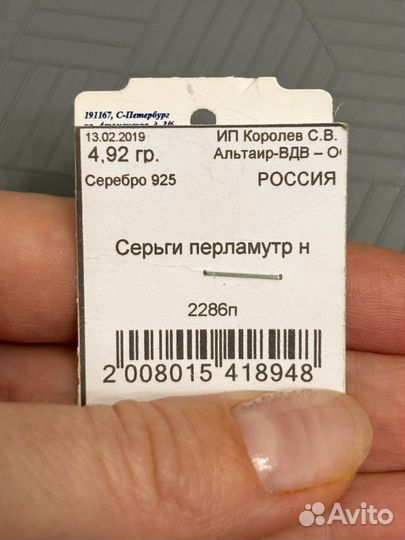 191167, С-Петербург
13.02.2019 ИП Королев С.В.
4,92 гр. Альтаир-ВДВ – О
Серебро 925 РОССИЯ
Серьги перламутр н
2286п
2 008015 418948
Avito